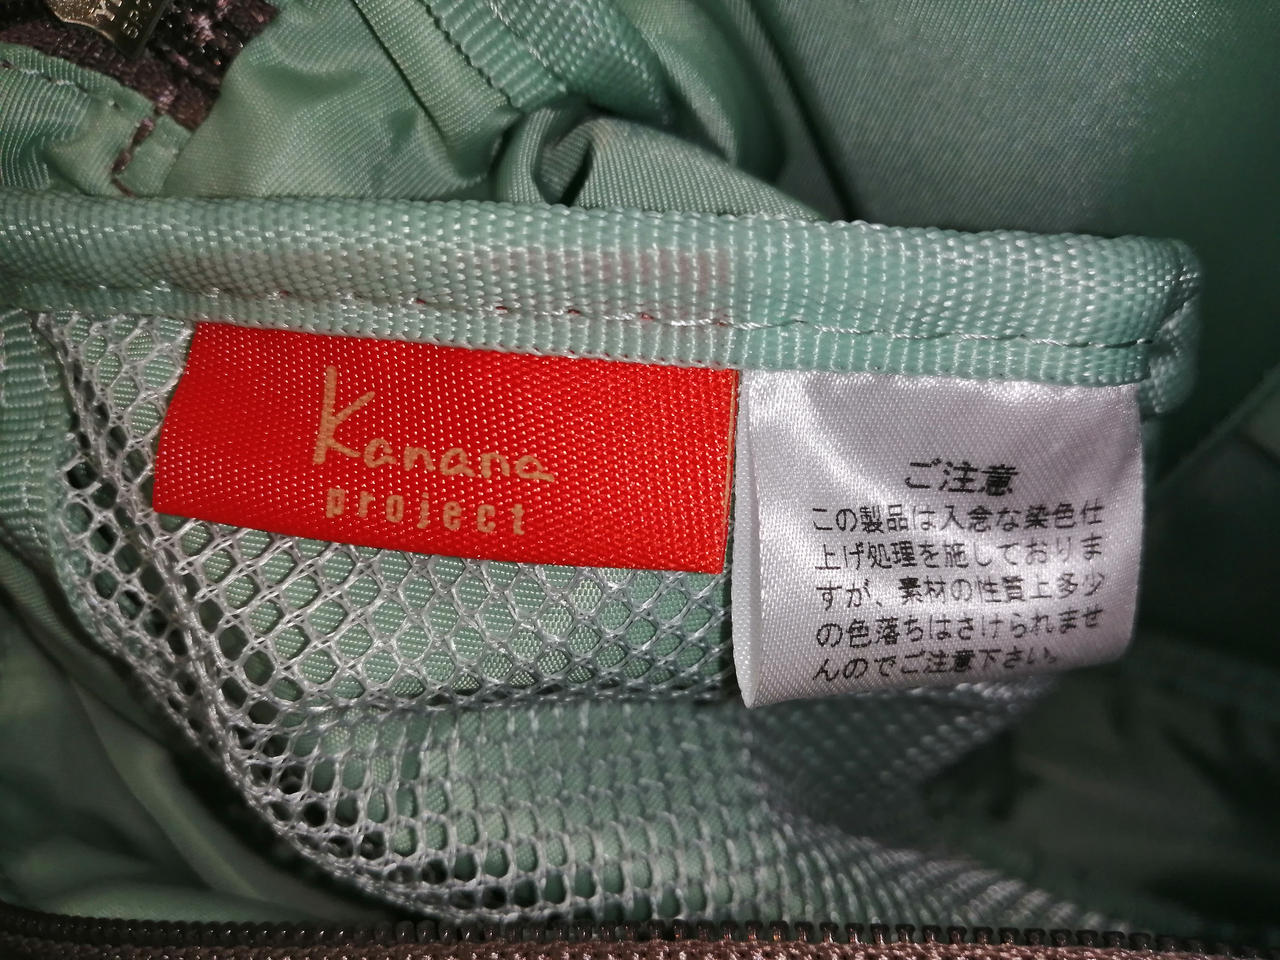 Kanana
project
ご注意
この製品は入念な染色仕
上げ処理を施しておりま
すが、素材の性質上多少
の色落ちはさけられませ
んのでご注意下さい。